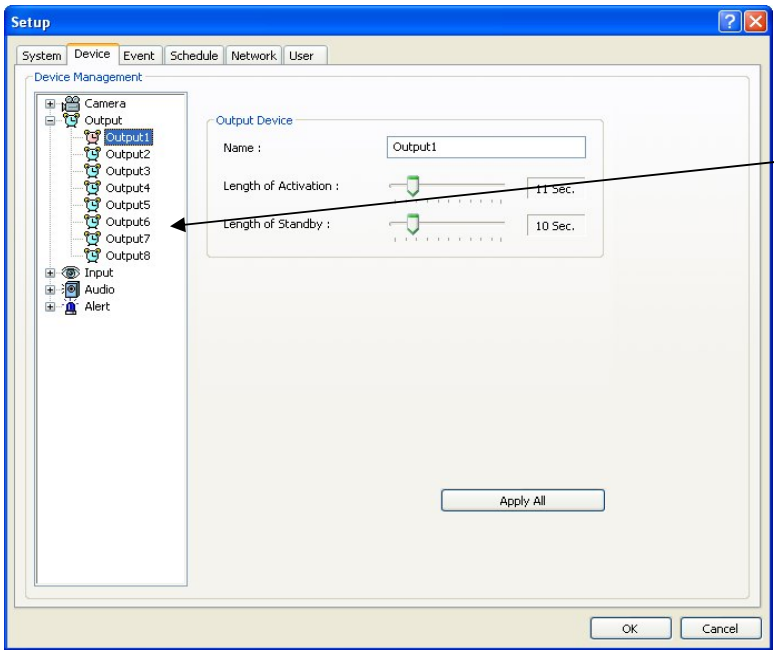 Setup
System Device Event Schedule Network User
Device Management
Camera
Output
Output1
Output2
Output3
Output4
Output5
Output6
Output7
Output8
Input
Audio
Alert
Output Device
Name : Output1
Length of Activation : 11 Sec.
Length of Standby : 10 Sec.
Apply All
OK Cancel